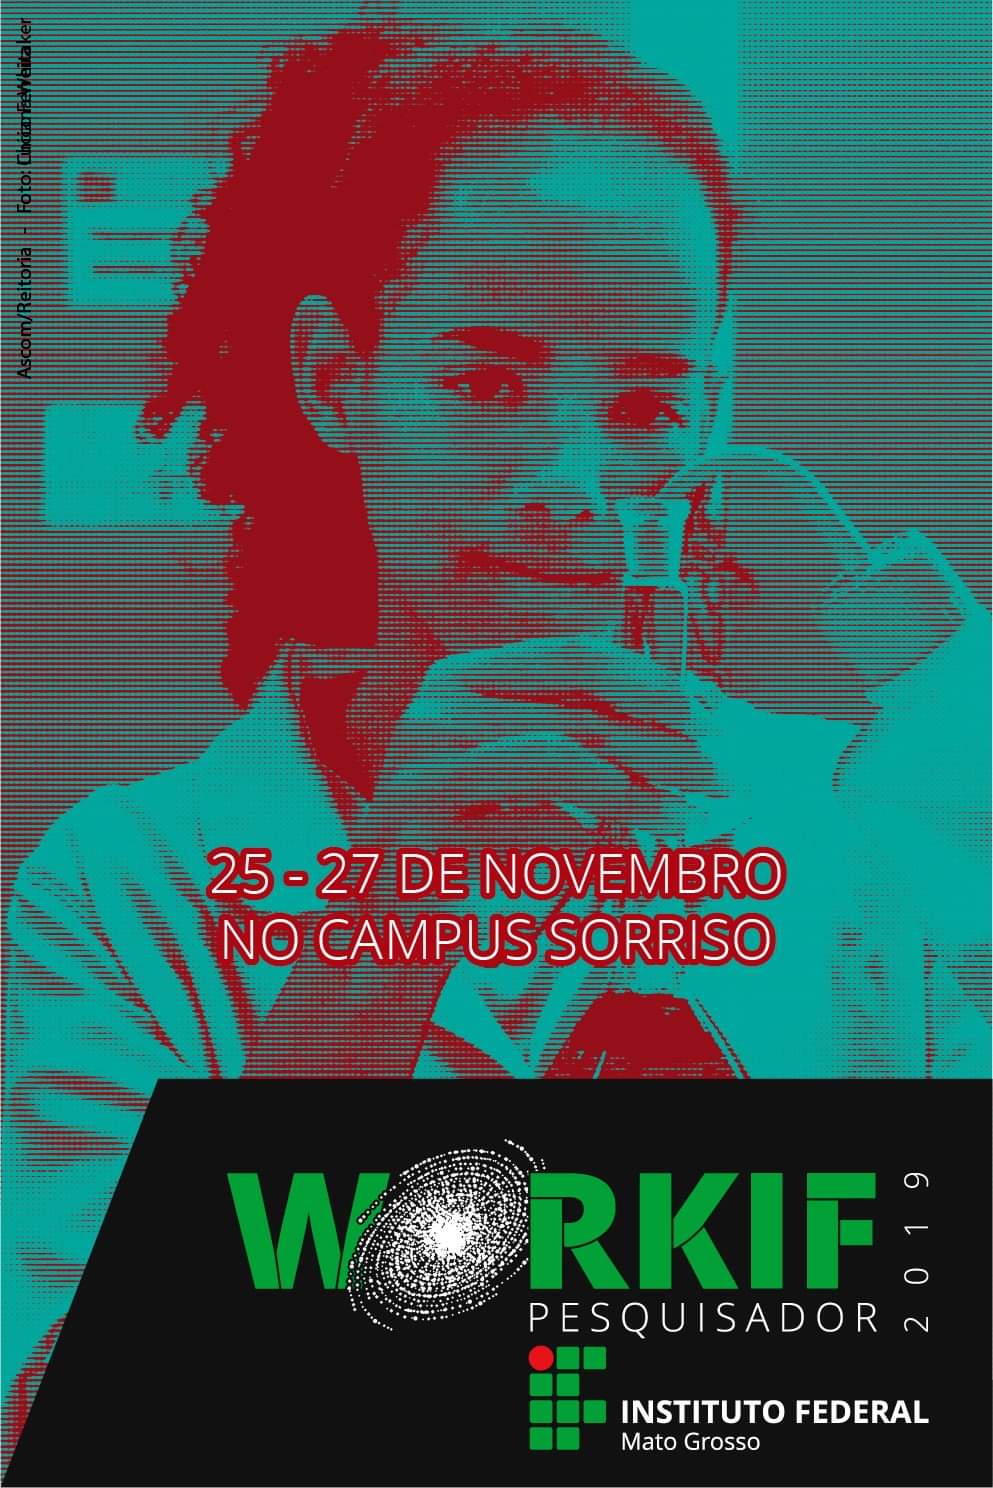 Ascom/Reitoria - Foto:
25 - 27 DE NOVEMBRO
NO CAMPUS SORRISO
WORKIF
PESQUISADOR
2019
INSTITUTO FEDERAL
Mato Grosso